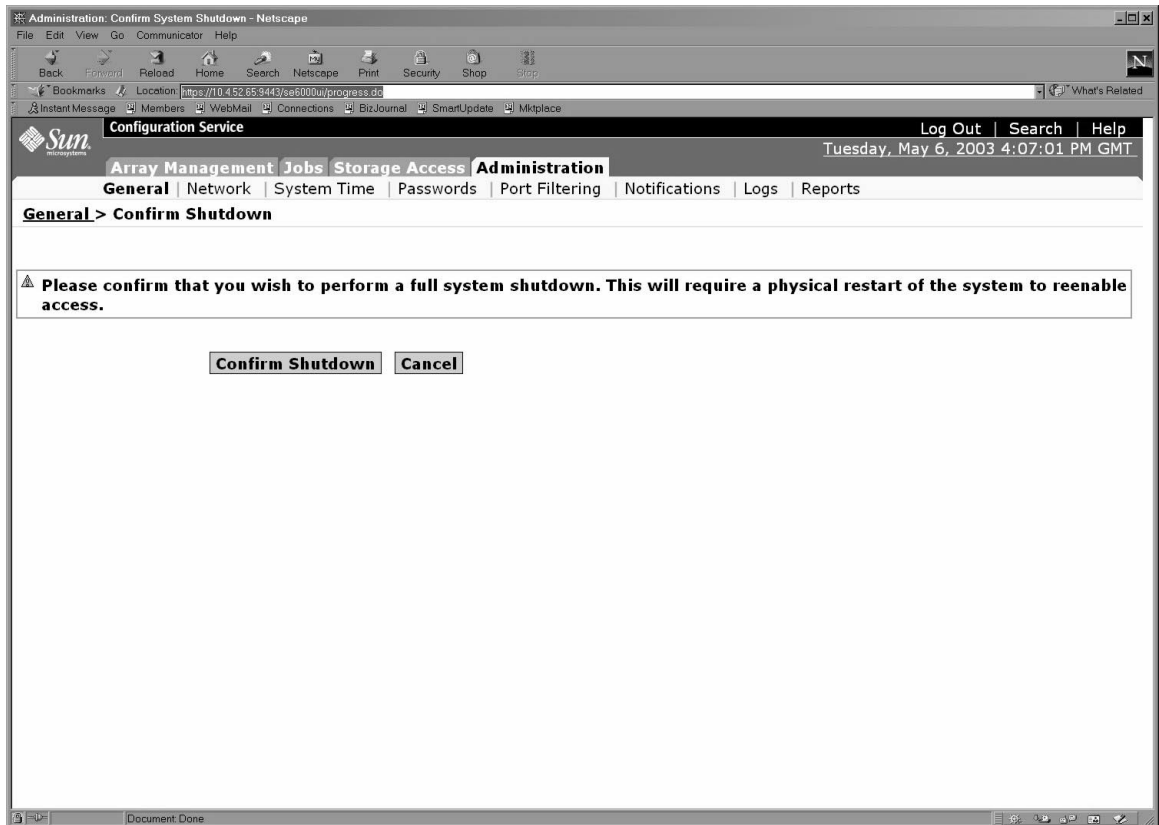 Administration: Confirm System Shutdown - Netscape
File Edit View Go Communicator Help
Back Forward Reload Home Search Netscape Print Security Shop Stop
N
Bookmarks Location: https://10.4.52.65:9443/se6000ui/progress.do What's Related
Instant Message Members WebMail Connections BizJournal SmartUpdate Mktplace
Sun microsystems
Configuration Service
Log Out | Search | Help
Tuesday, May 6, 2003 4:07:01 PM GMT
Array Management Jobs Storage Access Administration
General | Network | System Time | Passwords | Port Filtering | Notifications | Logs | Reports
General > Confirm Shutdown
Please confirm that you wish to perform a full system shutdown. This will require a physical restart of the system to reenable
access.
Confirm Shutdown Cancel
Document: Done